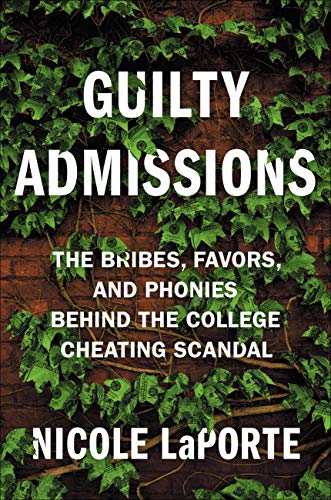 GUILTY
ADMISSIONS
THE BRIBES, FAVORS,
AND PHONIES
BEHIND THE COLLEGE
CHEATING SCANDAL
NICOLE LaPORTE